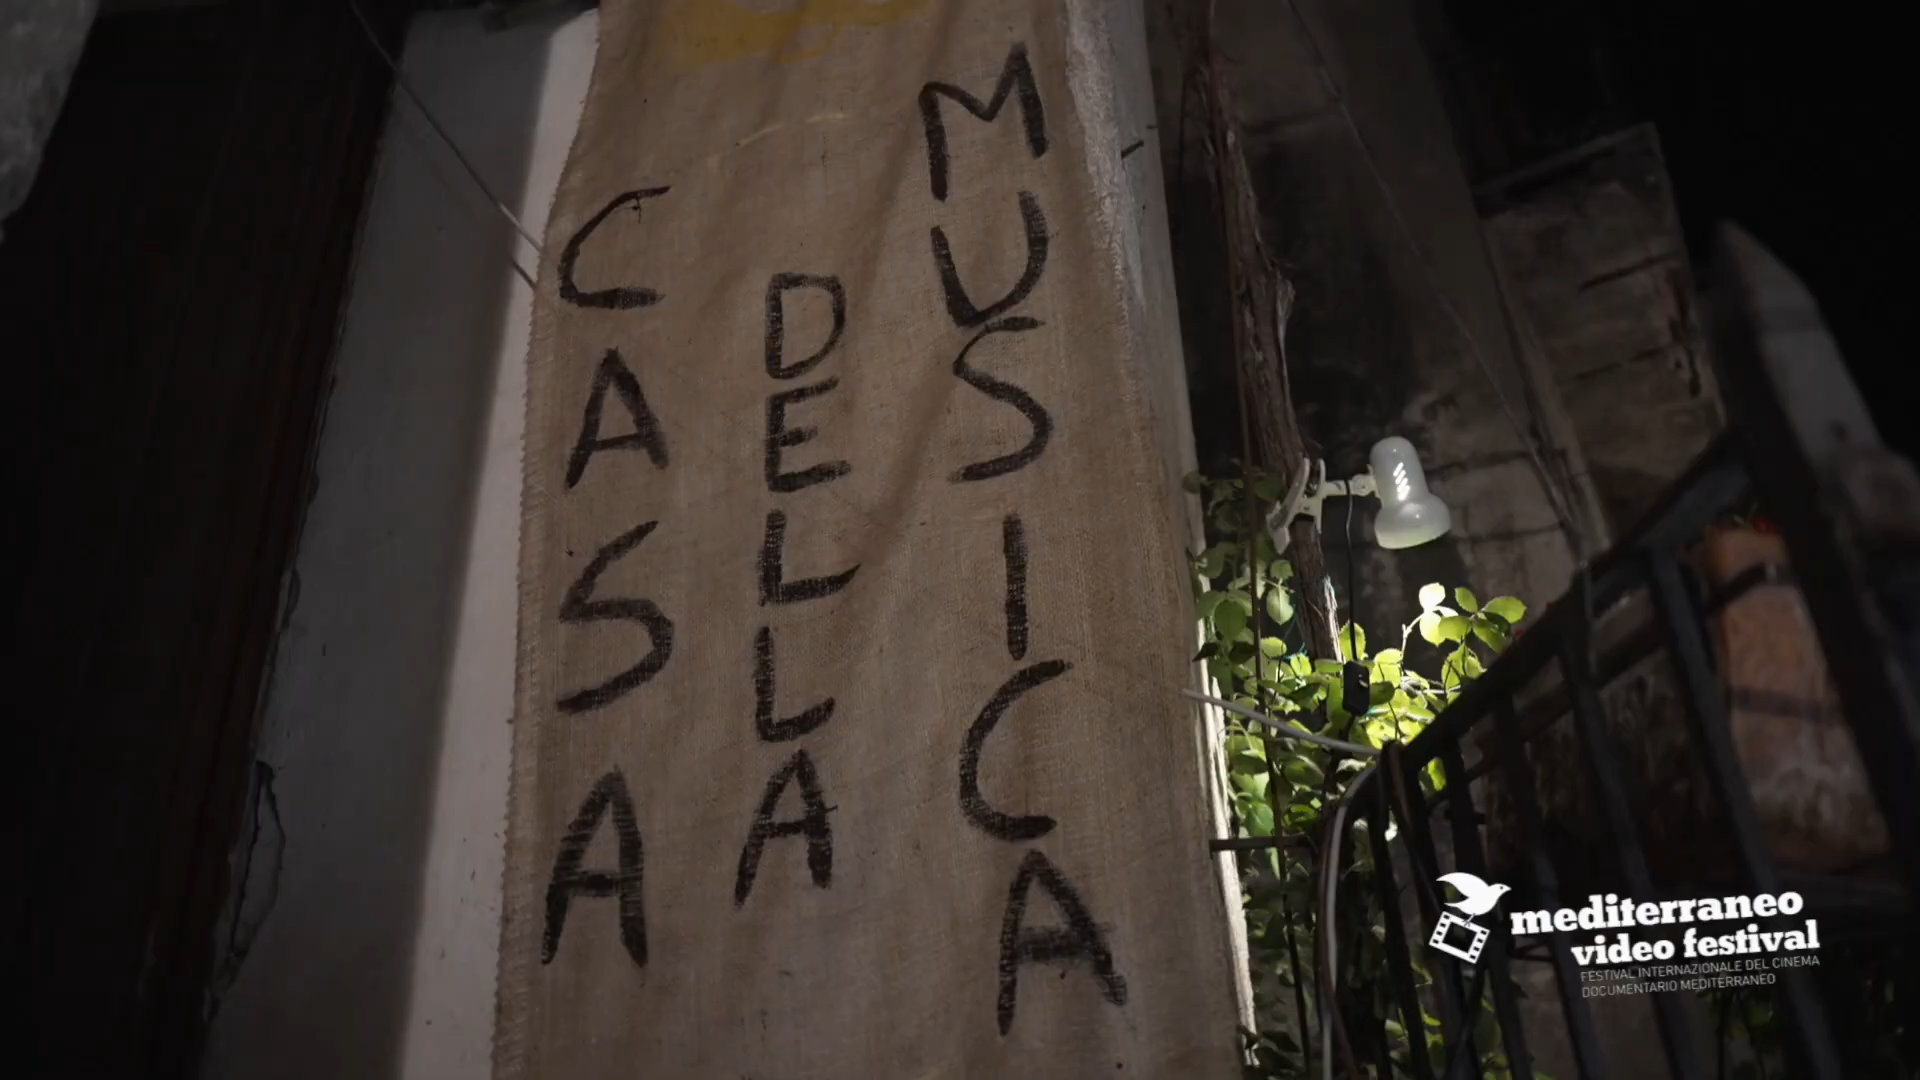 CASA
DELLA
MUSICA
mediterraneo
video festival
FESTIVAL INTERNAZIONALE DEL CINEMA
DOCUMENTARIO MEDITERRANEO